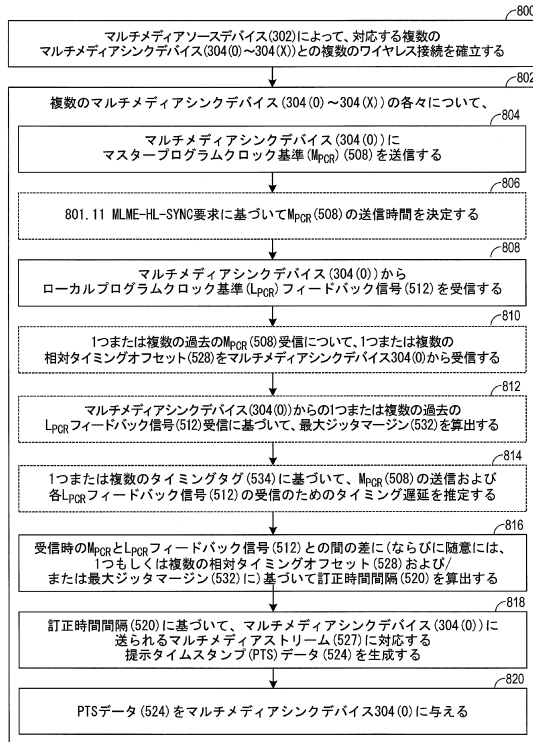 800
マルチメディアソースデバイス(302)によって、対応する複数の
マルチメディアシンクデバイス(304(0)~304(X))との複数のワイヤレス接続を確立する
802
複数のマルチメディアシンクデバイス(304(0)~304(X))の各々について、
804
マルチメディアシンクデバイス(304(0))に
マスタープログラムクロック基準(MPCR)(508)を送信する
806
801.11 MLME-HL-SYNC要求に基づいてMPCR(508)の送信時間を決定する
808
マルチメディアシンクデバイス(304(0))から
ローカルプログラムクロック基準(LPCR)フィードバック信号(512)を受信する
810
1つまたは複数の過去のMPCR(508)受信について、1つまたは複数の
相対タイミングオフセット(528)をマルチメディアシンクデバイス304(0)から受信する
812
マルチメディアシンクデバイス(304(0))からの1つまたは複数の過去の
LPCRフィードバック信号(512)受信に基づいて、最大ジッタマージン(532)を算出する
814
1つまたは複数のタイミングタグ(534)に基づいて、MPCR(508)の送信および
各LPCRフィードバック信号(512)の受信のためのタイミング遅延を推定する
816
受信時のMPCRとLPCRフィードバック信号(512)との間の差に(ならびに随意には、
1つもしくは複数の相対タイミングオフセット(528)および/
または最大ジッタマージン(532)に)基づいて訂正時間間隔(520)を算出する
818
訂正時間間隔(520)に基づいて、マルチメディアシンクデバイス(304(0))に
送られるマルチメディアストリーム(527)に対応する
提示タイムスタンプ(PTS)データ(524)を生成する
820
PTSデータ(524)をマルチメディアシンクデバイス304(0)に与える